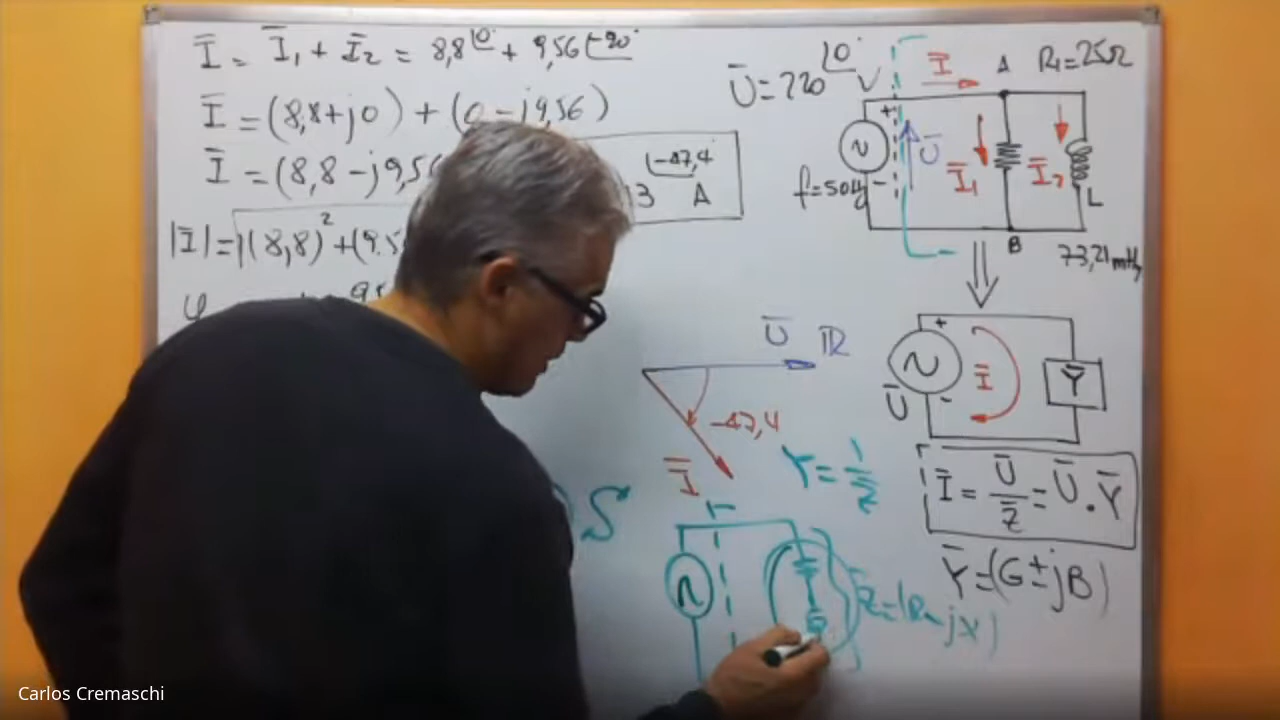 Ī = Ī₁ + Ī₂ = 8,8 ∠0° + 9,56 ∠-90°
Ī = (8,8+j0) + (0-j9,56)
Ī = (8,8-j9,56
3 ∠-47,4 A
|Ī| = √(8,8)² + (9.5
φ
Ū = 220 ∠0° V
Ī
A
R₁=25Ω
+
Ū
Ī₁
Ī₂
L
f=50Hz
-
B
73,21mHy
Ū
ℝ
-47,4
Ī
+
Ī
Ȳ
Ū
-
Y = 1/Z
Ī = Ū/Z̄ = Ū . Ȳ
S
Ȳ=(G±jB)
Z=(R-jX)
Carlos Cremaschi